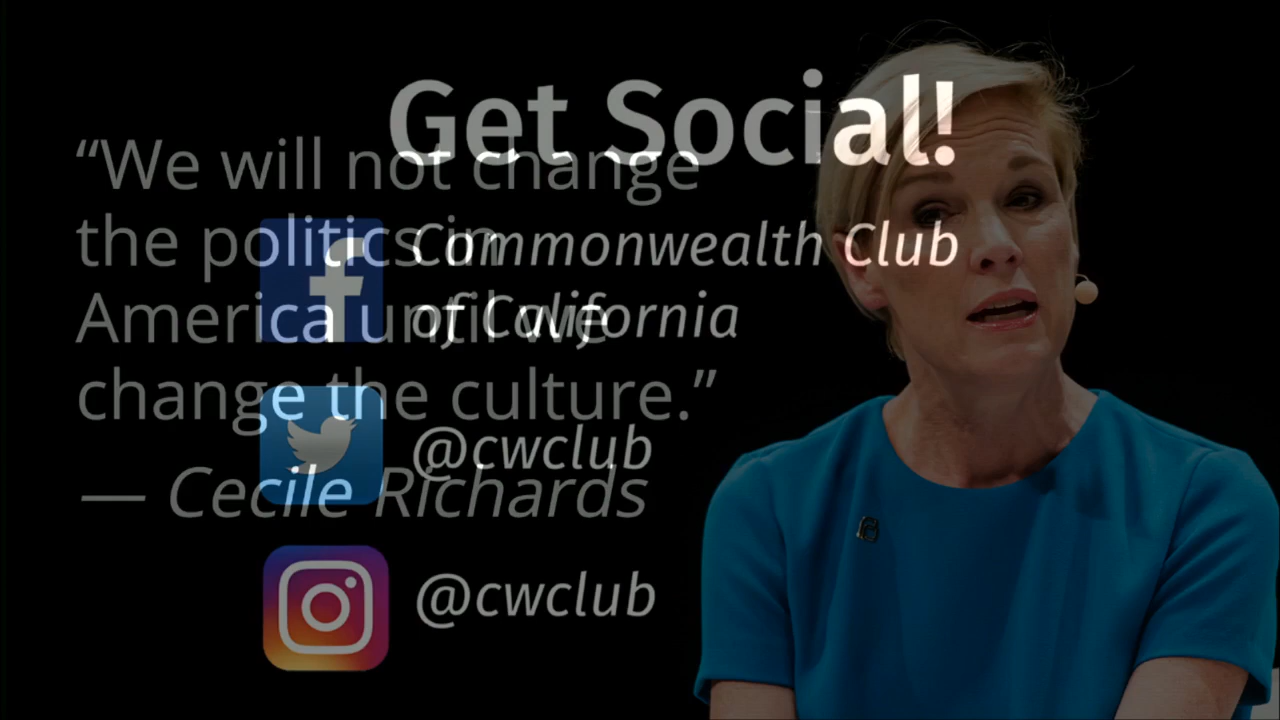 Get Social!
“We will not change
the politics in
America until we
change the culture.”
— Cecile Richards
Commonwealth Club
of California
@cwclub
@cwclub